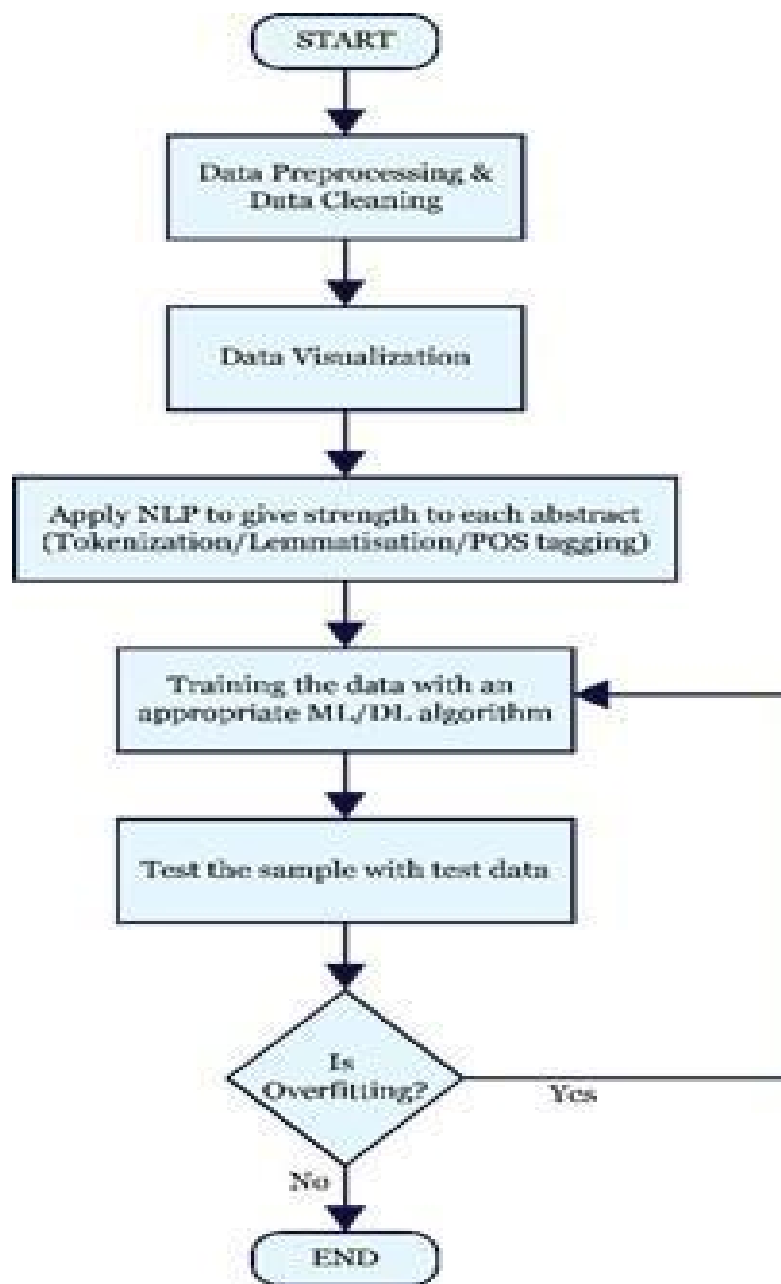 START
Data Preprocessing &
Data Cleaning
Data Visualization
Apply NLP to give strength to each abstract
(Tokenization/Lemmatisation/POS tagging)
Training the data with an
appropriate ML/DL algorithm
Test the sample with test data
Is
Overfitting?
Yes
No
END